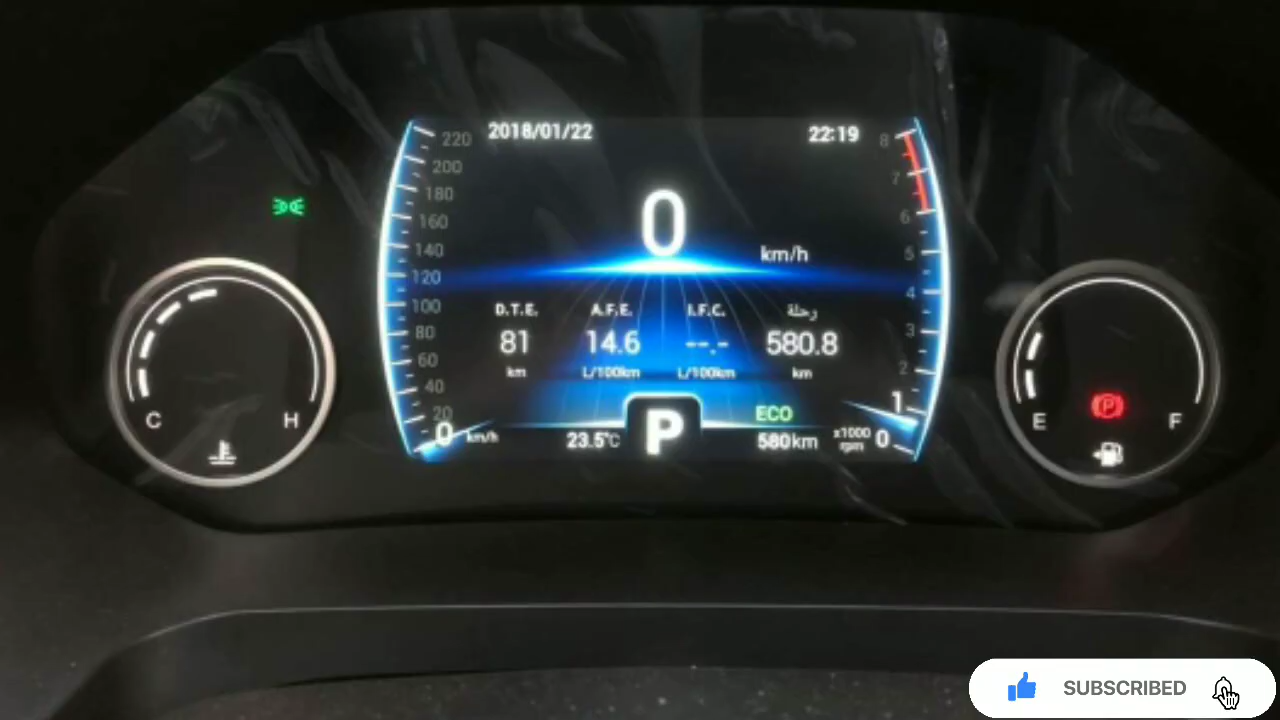 2018/01/22 22:19
220
200
180
160
140
120
100
80
60
40
20
0 km/h
8
7
6
5
4
3
2
1
x1000 rpm 0
0 km/h
D.T.E. A.F.E. I.F.C. رحلة
81 14.6 --.- 580.8
km L/100km L/100km km
P
ECO
23.5°C 580km
C H
E F
(P)
SUBSCRIBED